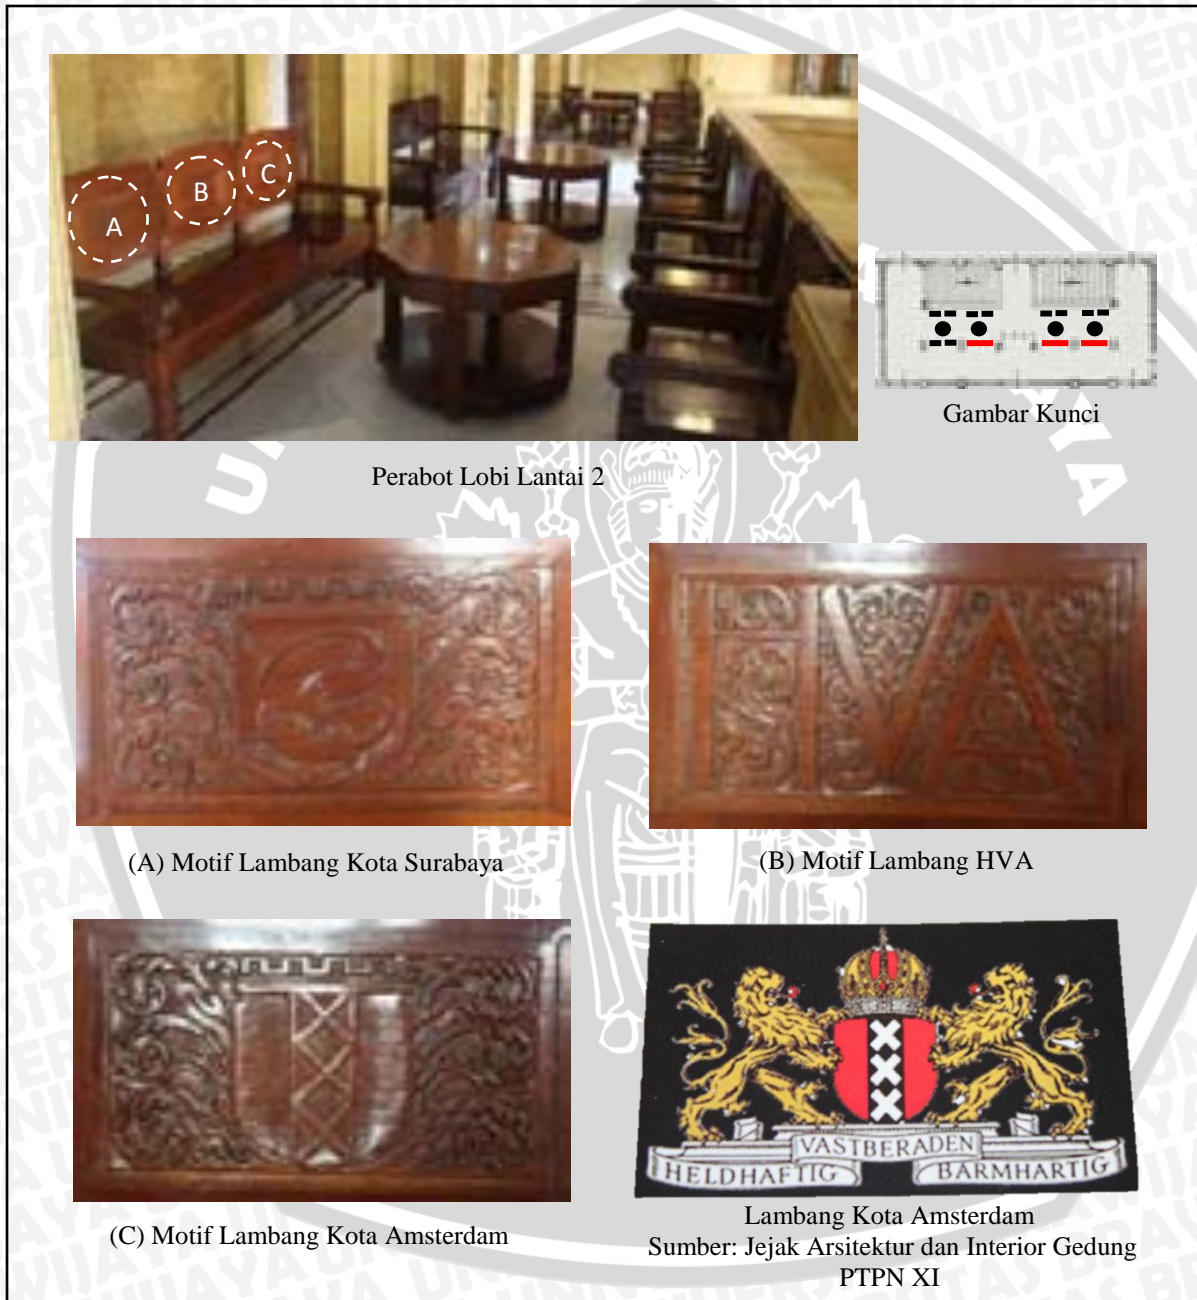 A
B
C
Gambar Kunci
Perabot Lobi Lantai 2
HVA
(A) Motif Lambang Kota Surabaya
(B) Motif Lambang HVA
VASTBERADEN
HELDHAFTIG
BARMHARTIG
(C) Motif Lambang Kota Amsterdam
Lambang Kota Amsterdam
Sumber: Jejak Arsitektur dan Interior Gedung
PTPN XI